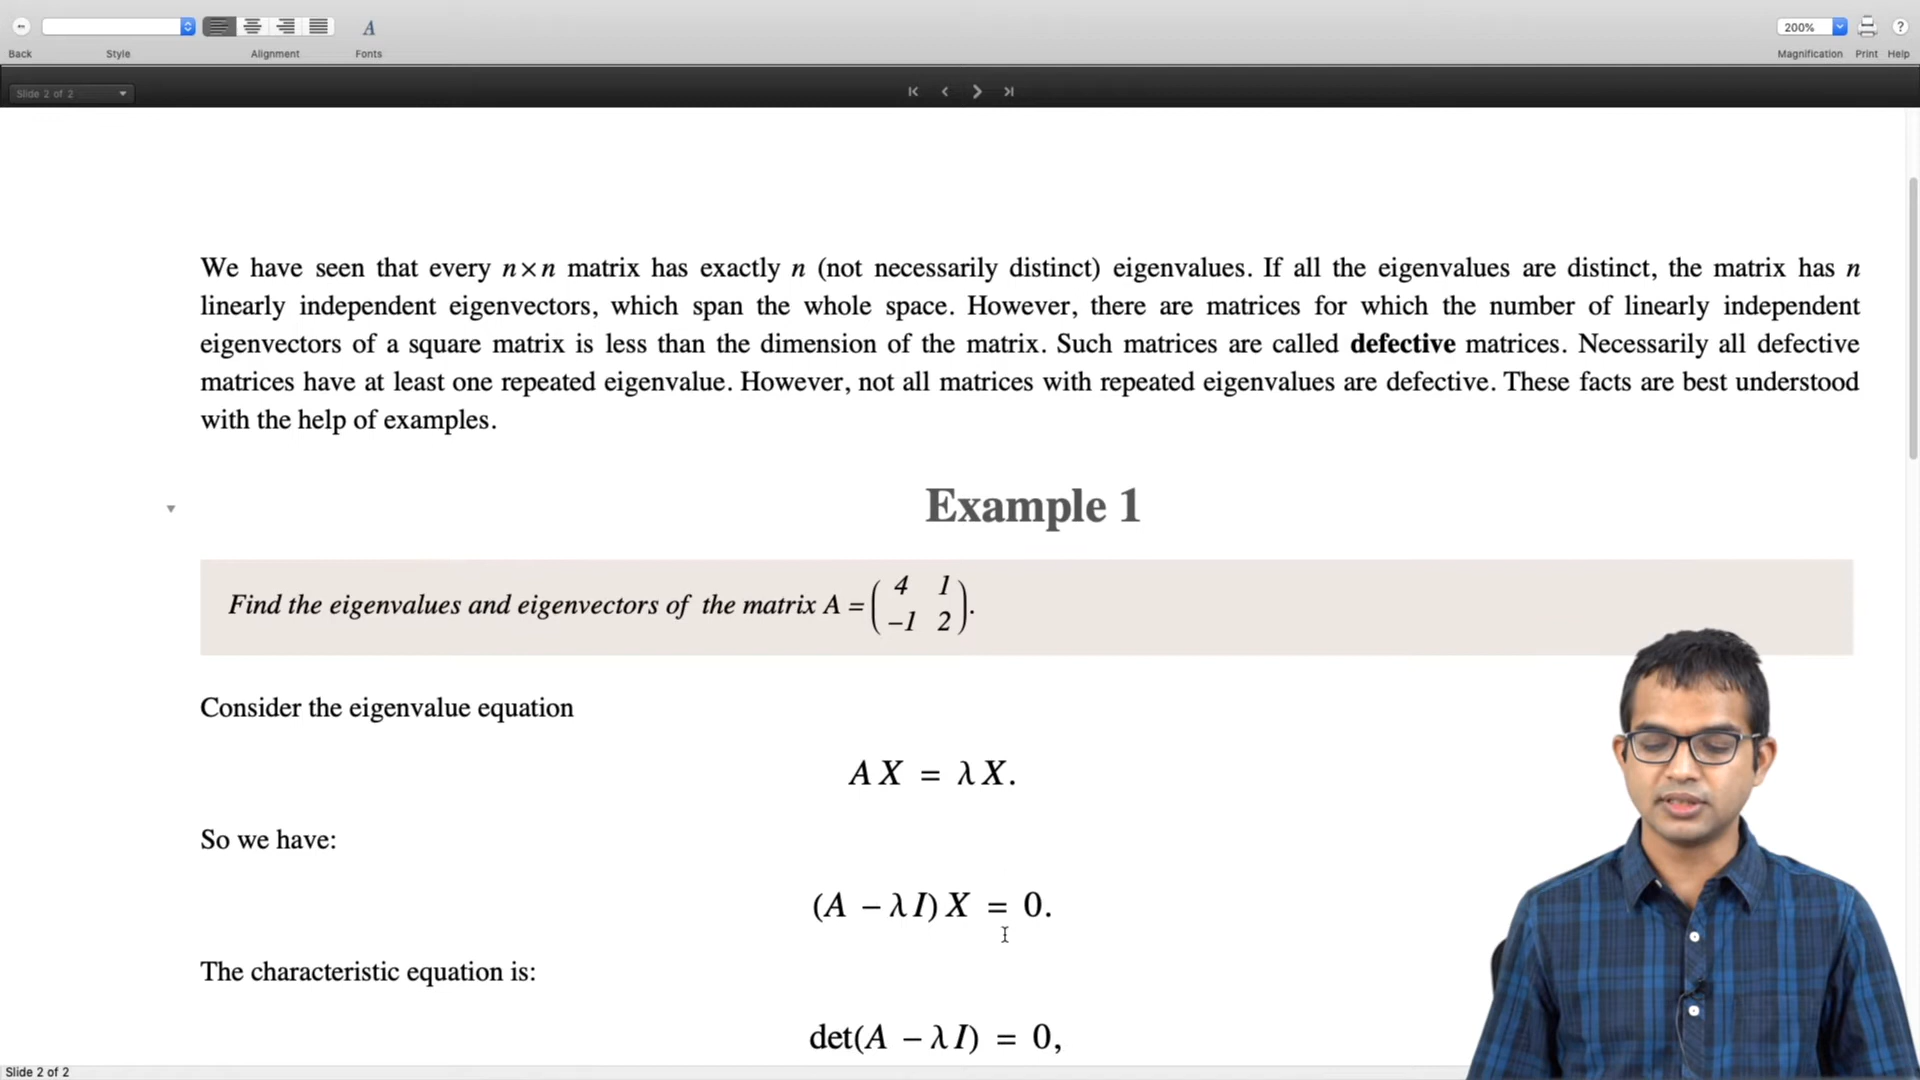 200%
Back Style Alignment Fonts Magnification Print Help
Slide 2 of 2
We have seen that every n×n matrix has exactly n (not necessarily distinct) eigenvalues. If all the eigenvalues are distinct, the matrix has n
linearly independent eigenvectors, which span the whole space. However, there are matrices for which the number of linearly independent
eigenvectors of a square matrix is less than the dimension of the matrix. Such matrices are called defective matrices. Necessarily all defective
matrices have at least one repeated eigenvalue. However, not all matrices with repeated eigenvalues are defective. These facts are best understood
with the help of examples.
Example 1
Find the eigenvalues and eigenvectors of the matrix A = ( 4 1
−1 2 ).
Consider the eigenvalue equation
A X = λ X.
So we have:
(A − λ I) X = 0.
The characteristic equation is:
det(A − λ I) = 0,
Slide 2 of 2